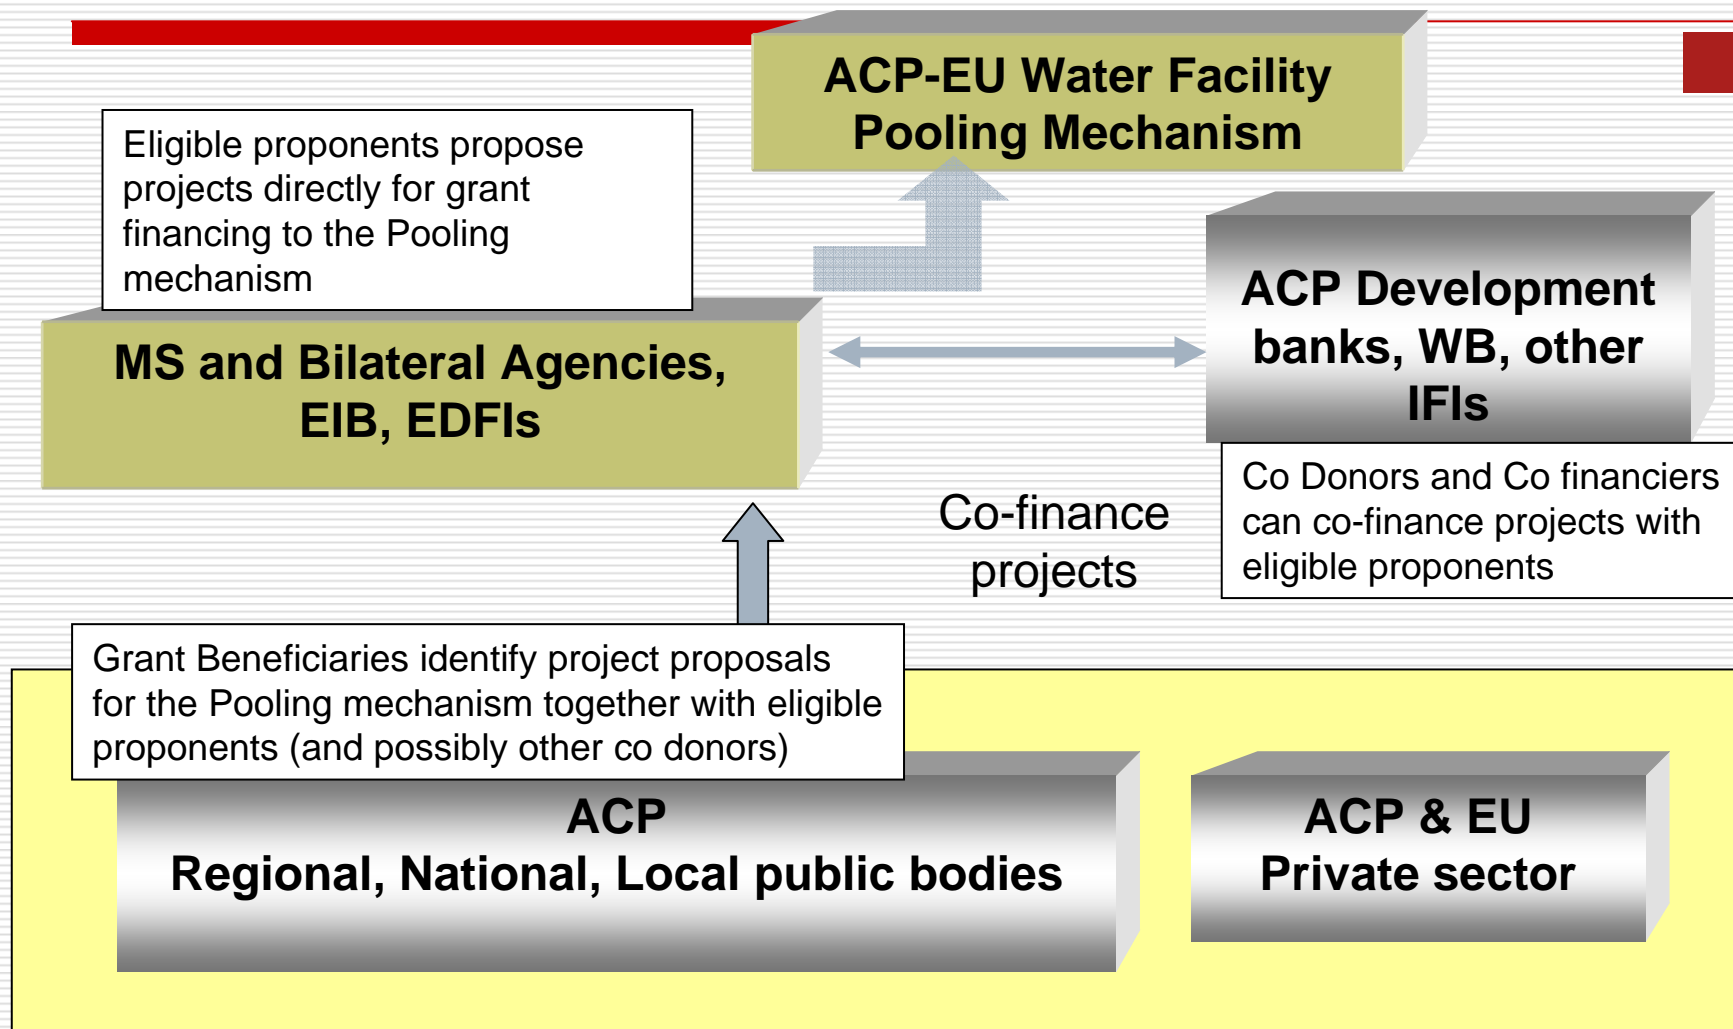 ACP-EU Water Facility
Pooling Mechanism
Eligible proponents propose
projects directly for grant
financing to the Pooling
mechanism
MS and Bilateral Agencies,
EIB, EDFIs
ACP Development
banks, WB, other
IFIs
Co-finance
projects
Co Donors and Co financiers
can co-finance projects with
eligible proponents
Grant Beneficiaries identify project proposals
for the Pooling mechanism together with eligible
proponents (and possibly other co donors)
ACP
Regional, National, Local public bodies
ACP & EU
Private sector